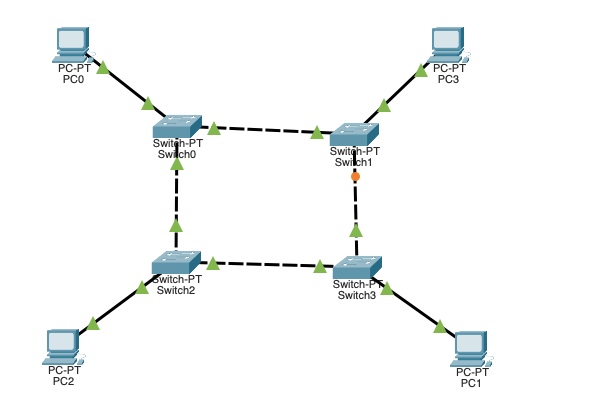 PC-PT
PC0
PC-PT
PC3
Switch-PT
Switch0
Switch-PT
Switch1
Switch-PT
Switch2
Switch-PT
Switch3
PC-PT
PC2
PC-PT
PC1